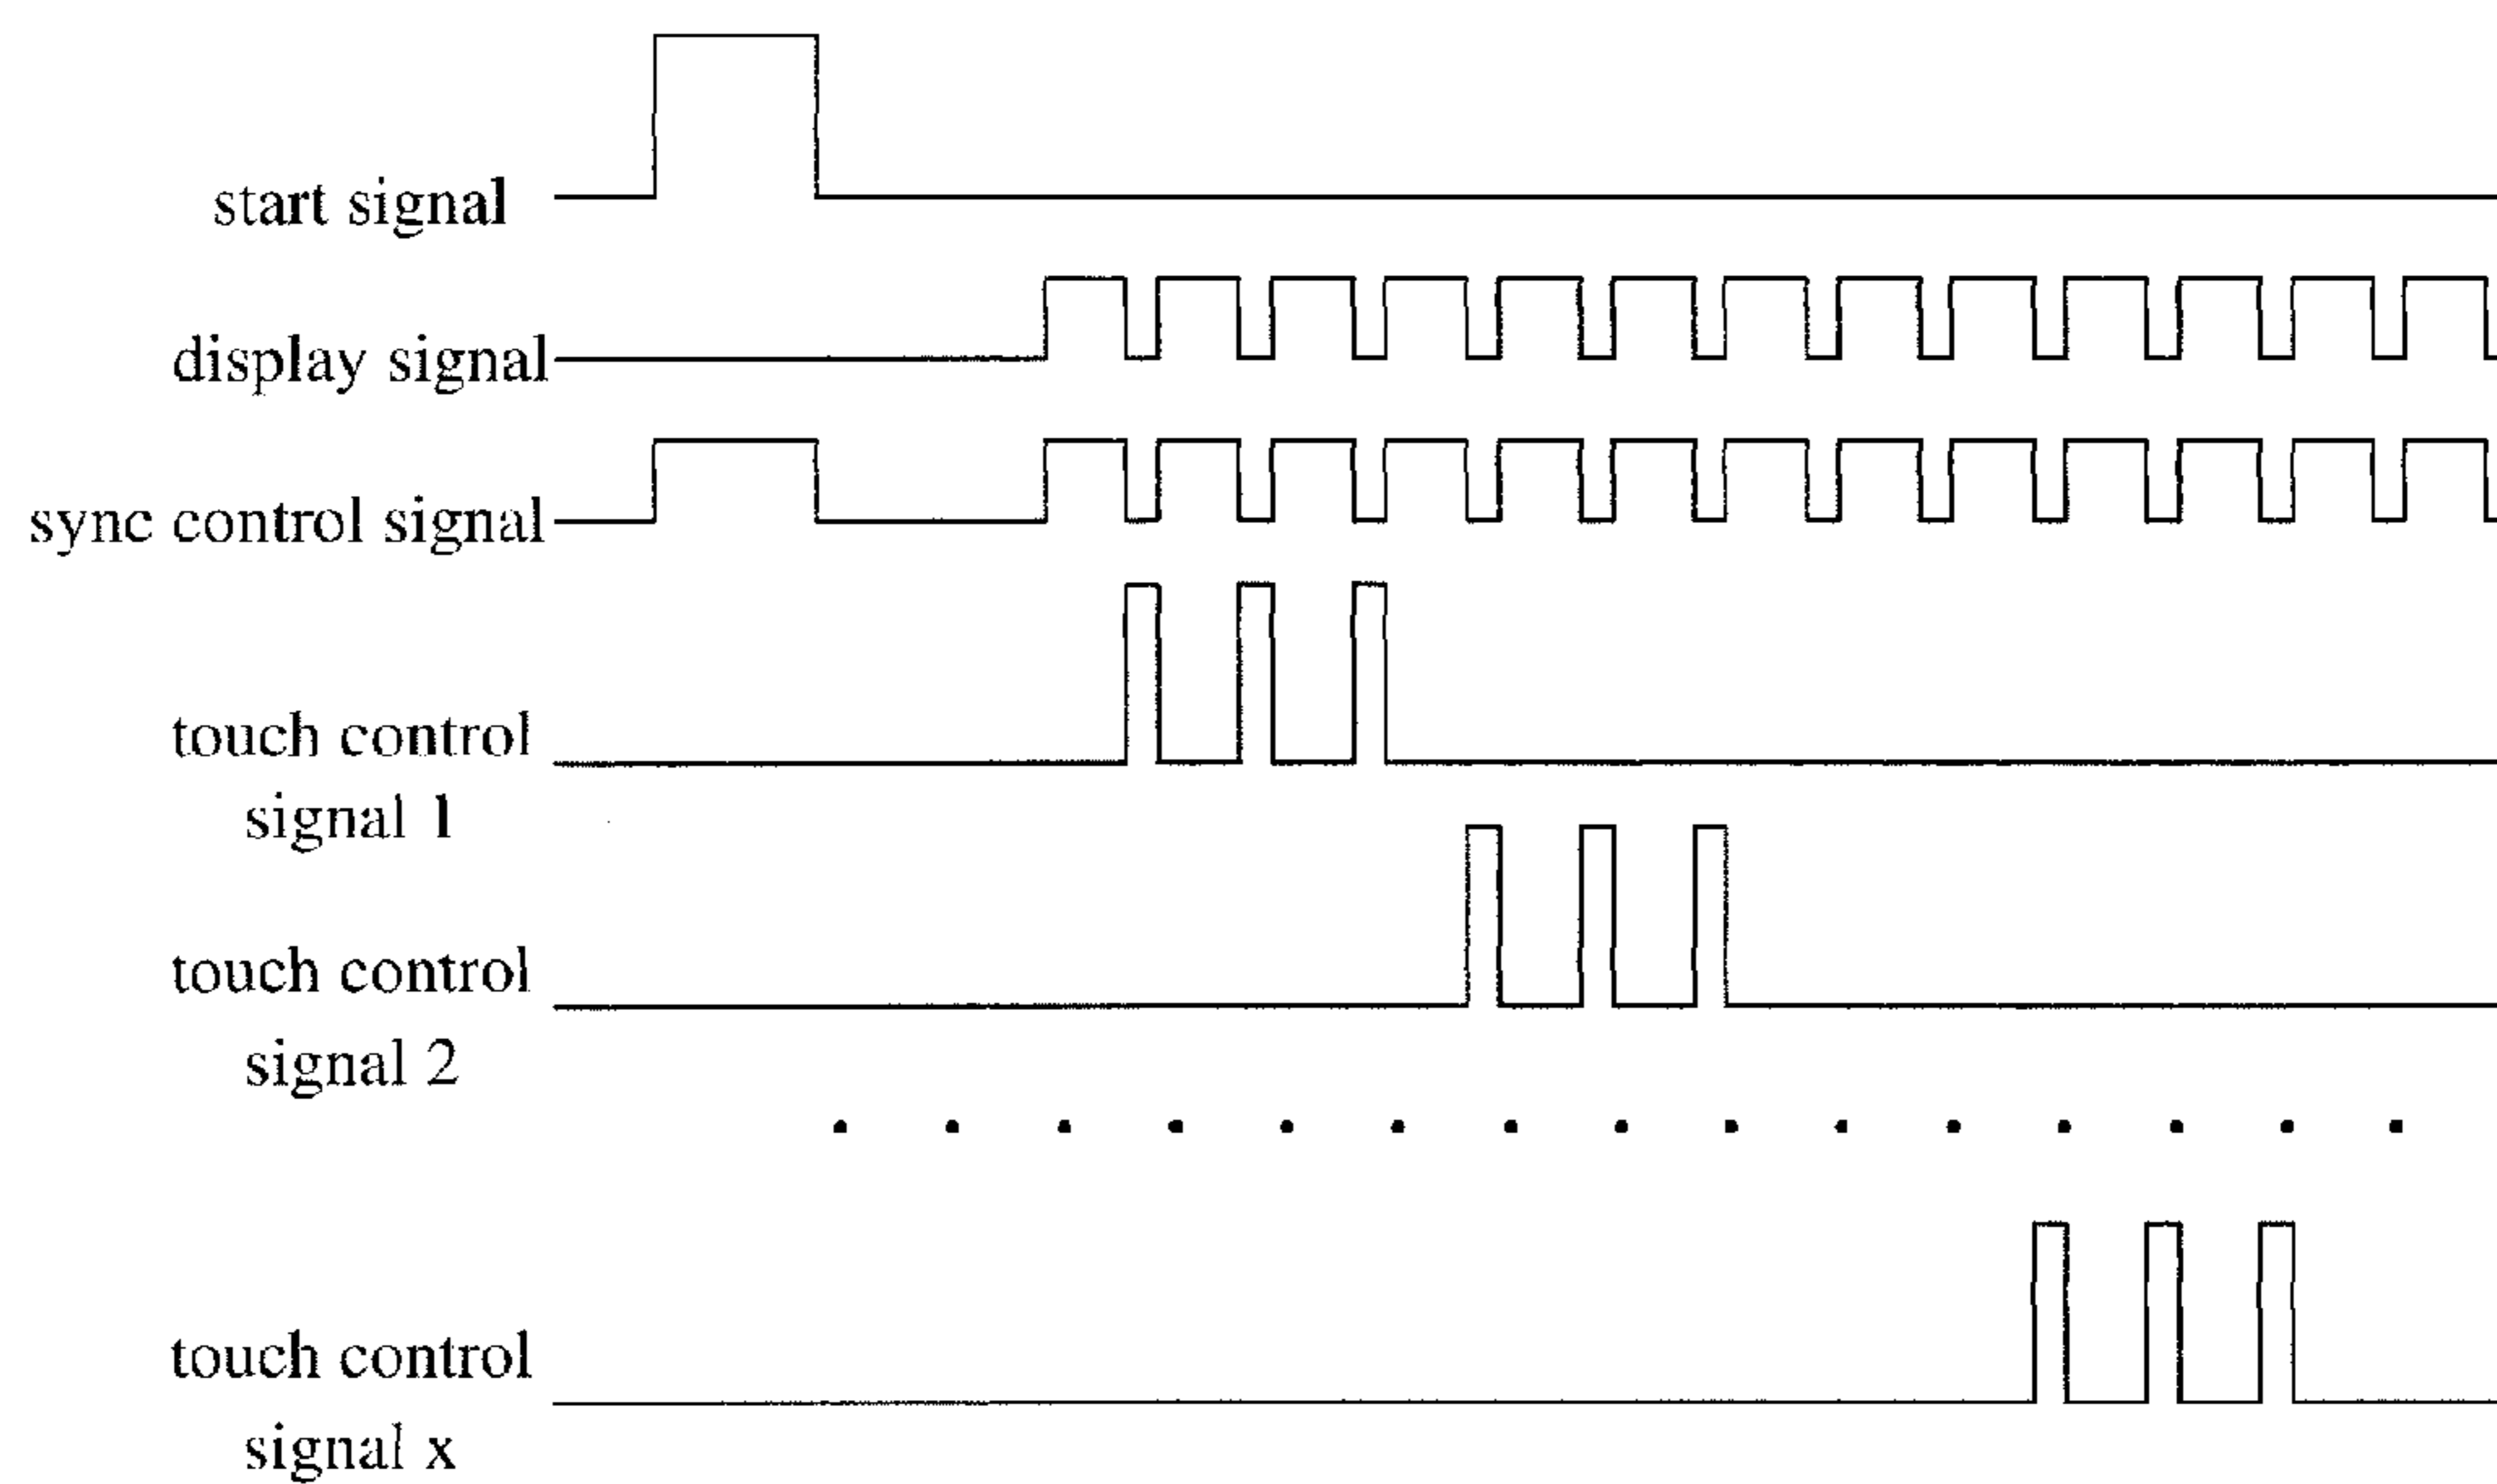 start signal
display signal
sync control signal
touch control
signal 1
touch control
signal 2
touch control
signal x